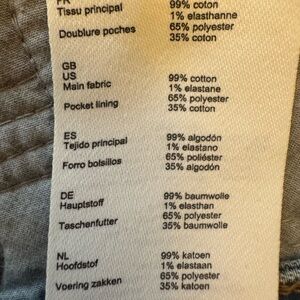 FR
Tissu principal 99% coton
1% elasthanne
Doublure poches 65% polyester
35% coton
GB
US 99% cotton
Main fabric 1% elastane
65% polyester
Pocket lining 35% cotton
ES 99% algodón
Tejido principal 1% elastano
65% poliéster
Forro bolsillos 35% algodón
DE 99% baumwolle
Hauptstoff 1% elasthan
65% polyester
Taschenfutter 35% baumwolle
NL 99% katoen
Hoofdstof 1% elastaan
65% polyester
Voering zakken 35% katoen